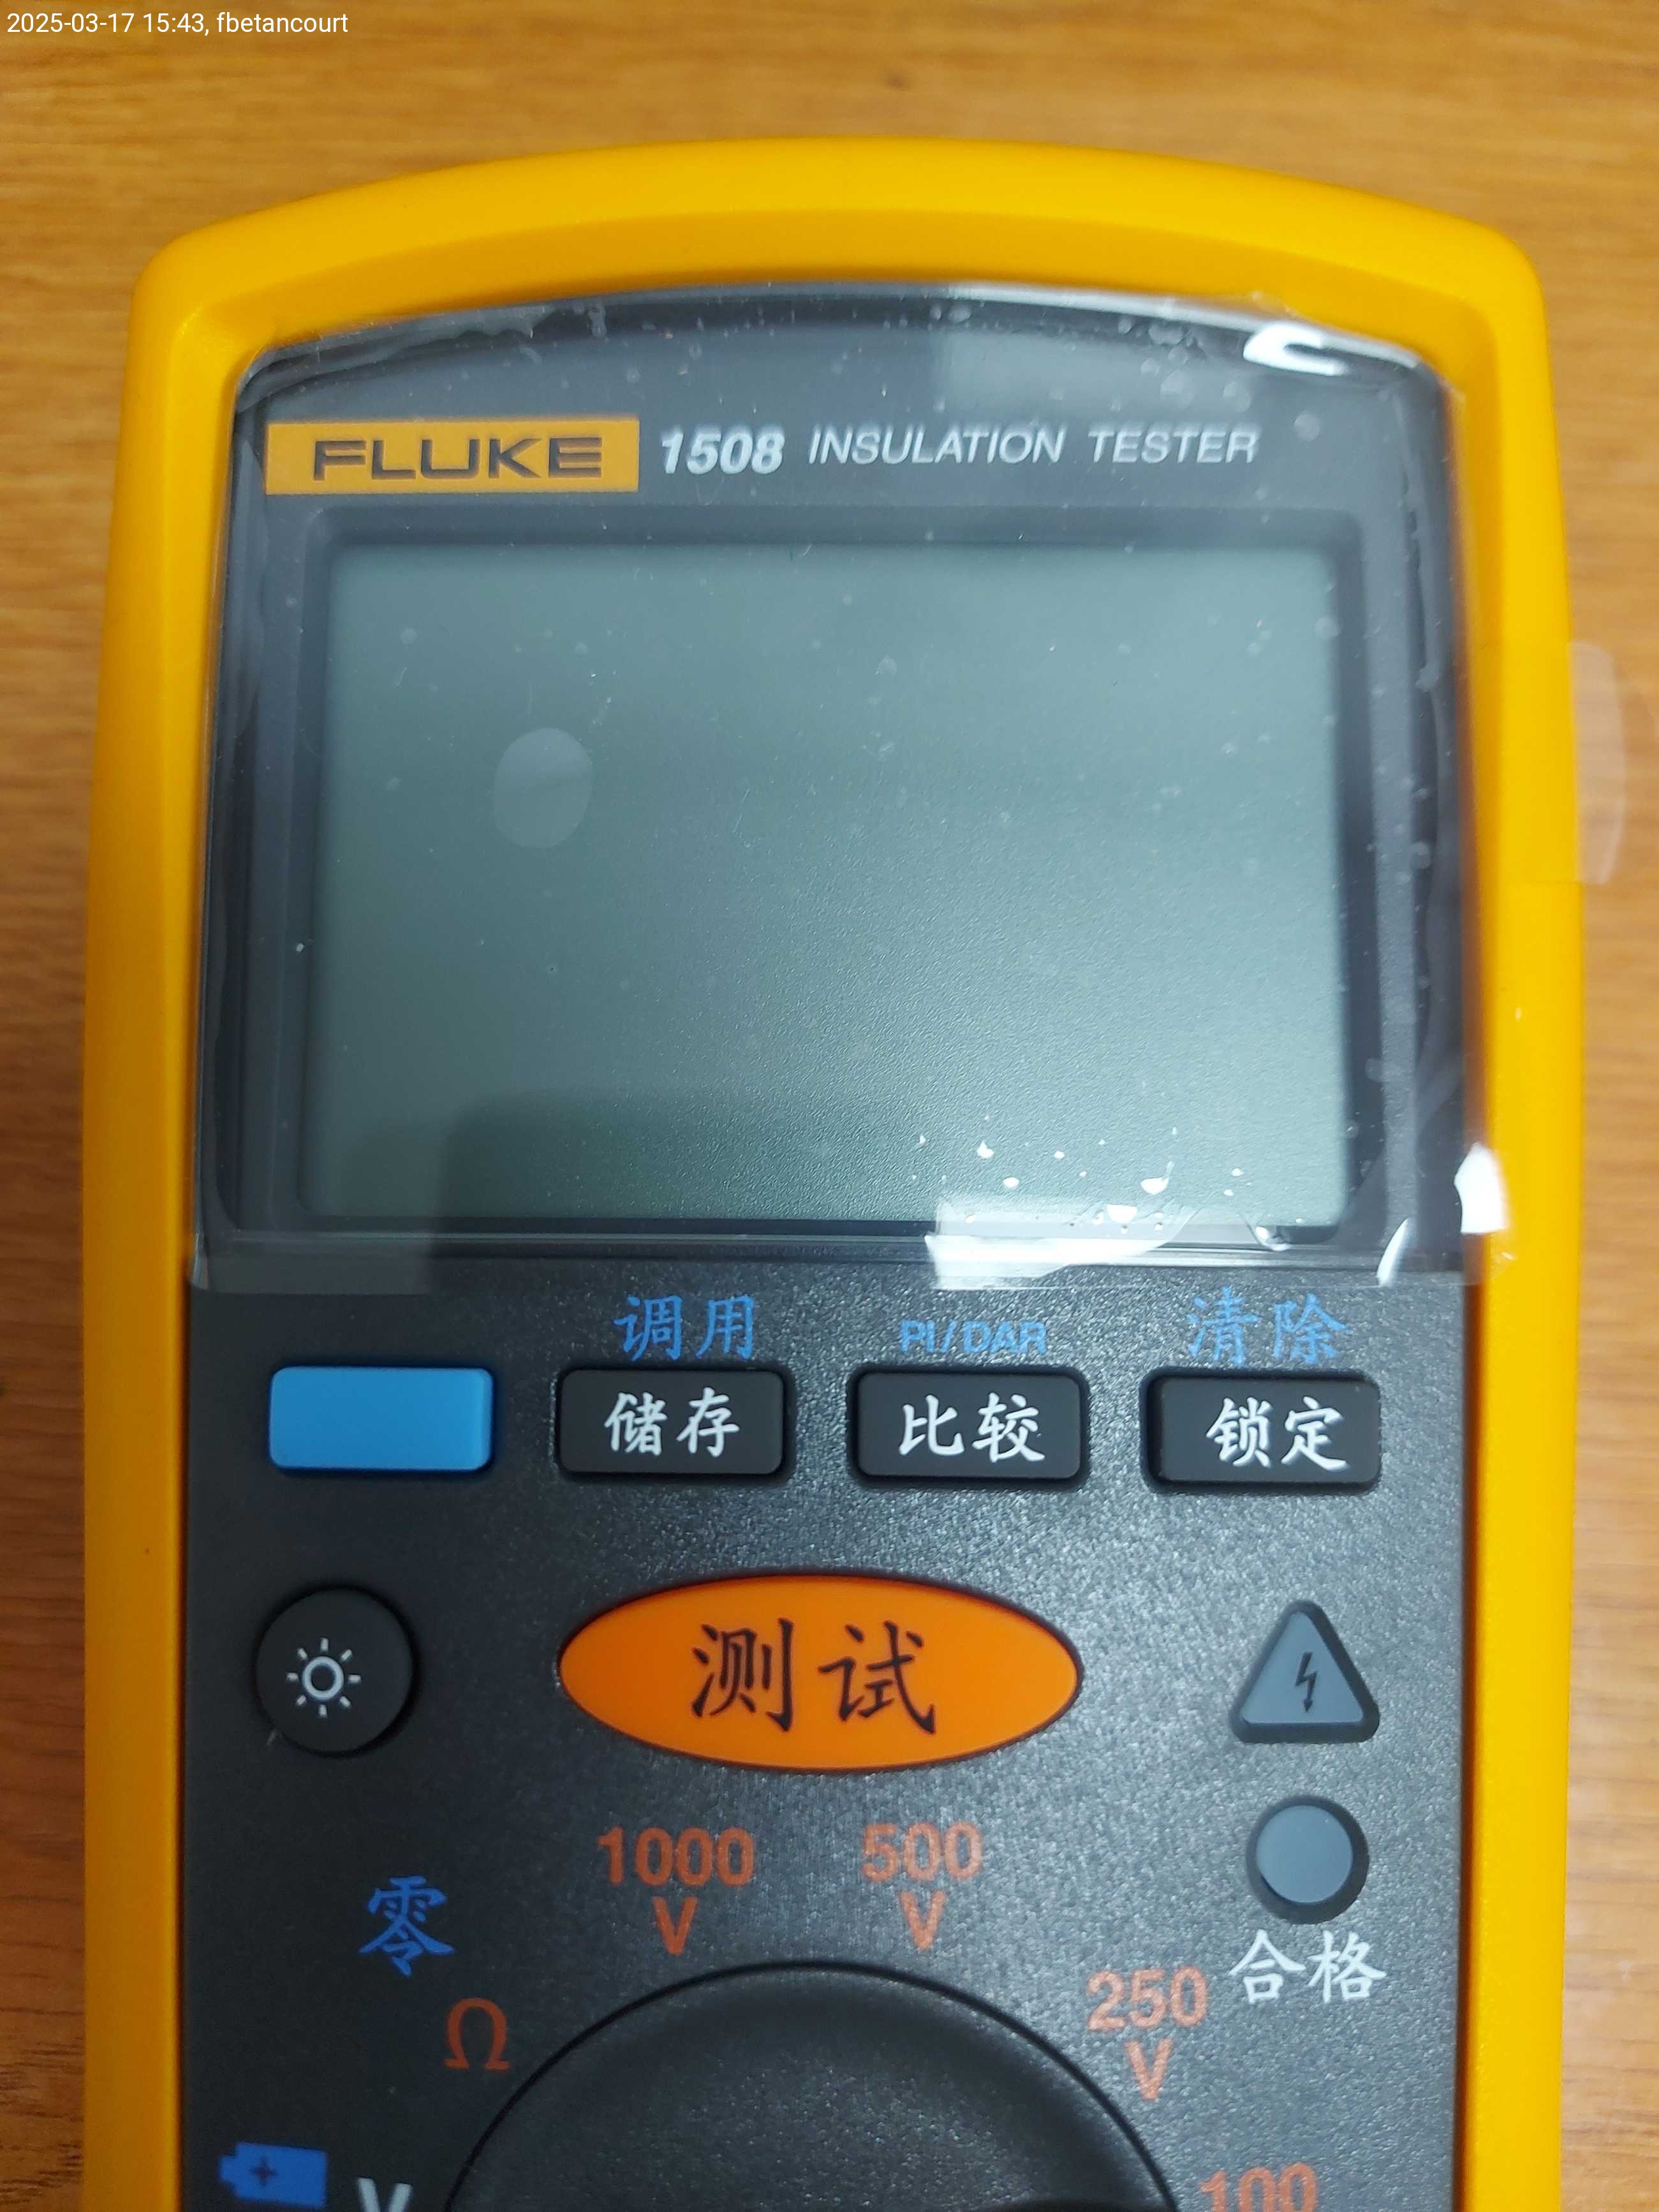 2025-03-17 15:43, fbetancourt
FLUKE 1508 INSULATION TESTER
调用 PI/DAR 清除
储存 比较 锁定
测试
1000 V 500 V
零
合格
250 V
Ω
V
100